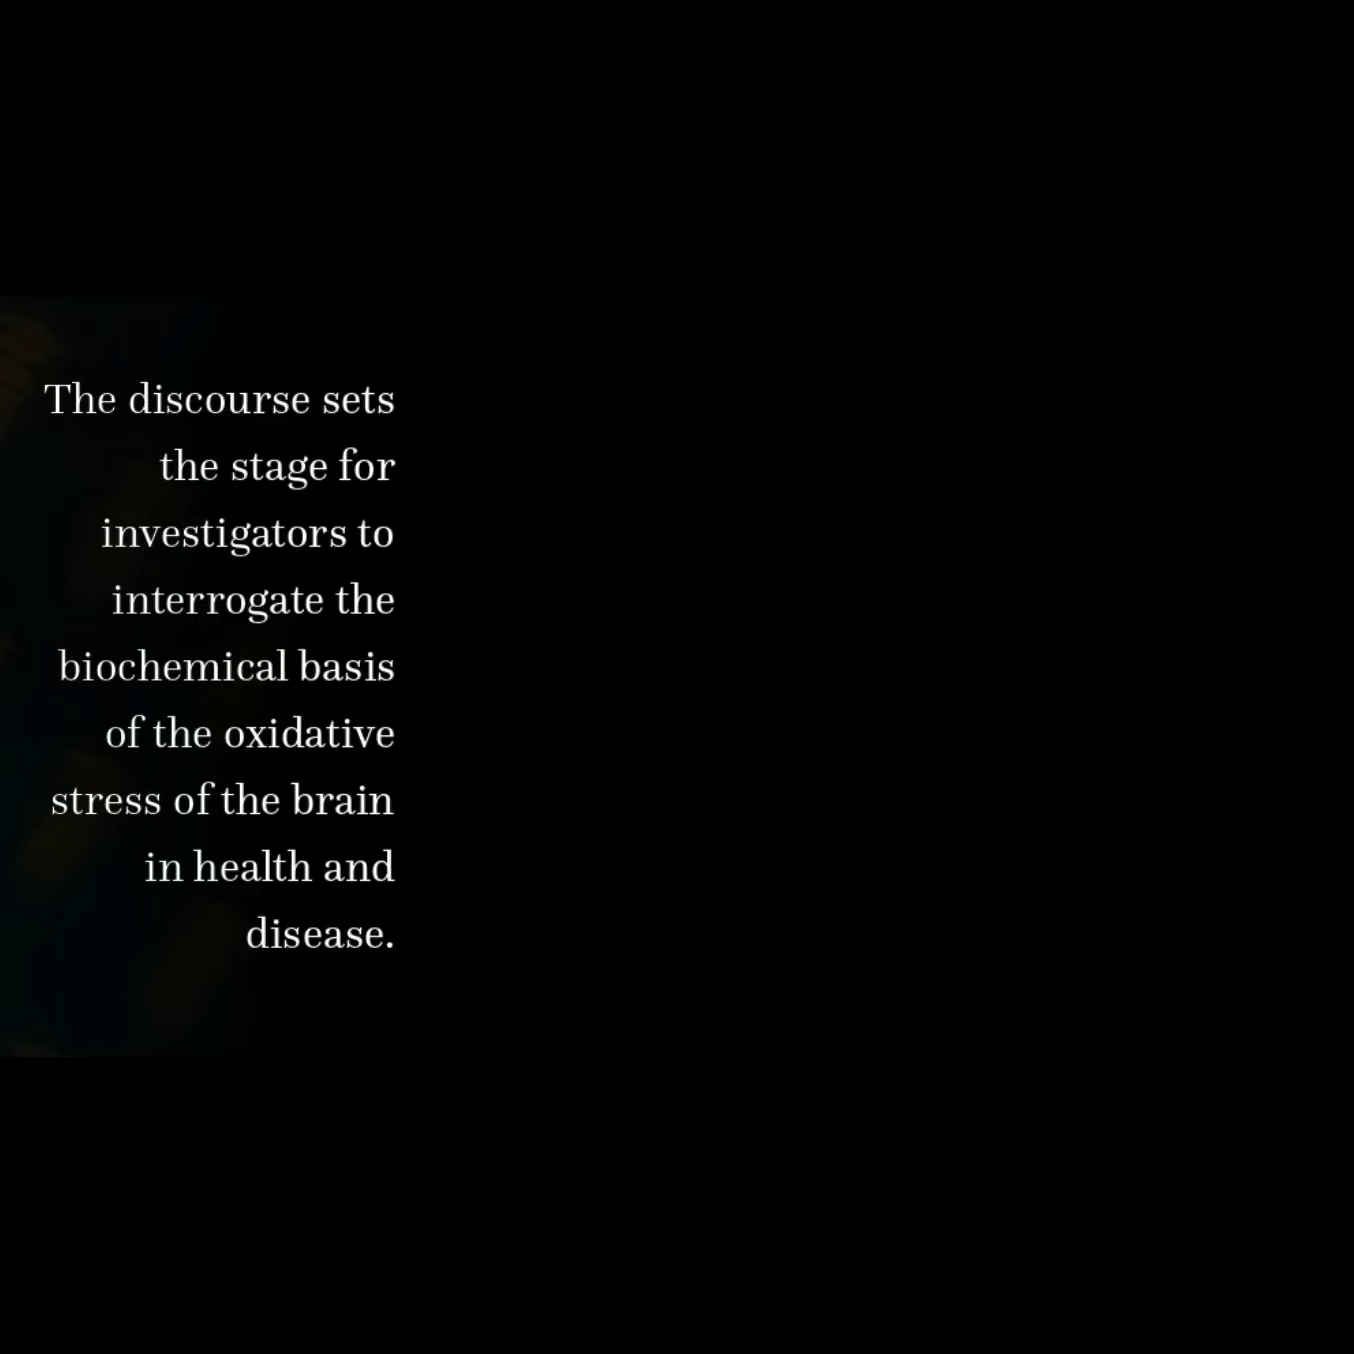 The discourse sets
the stage for
investigators to
interrogate the
biochemical basis
of the oxidative
stress of the brain
in health and
disease.